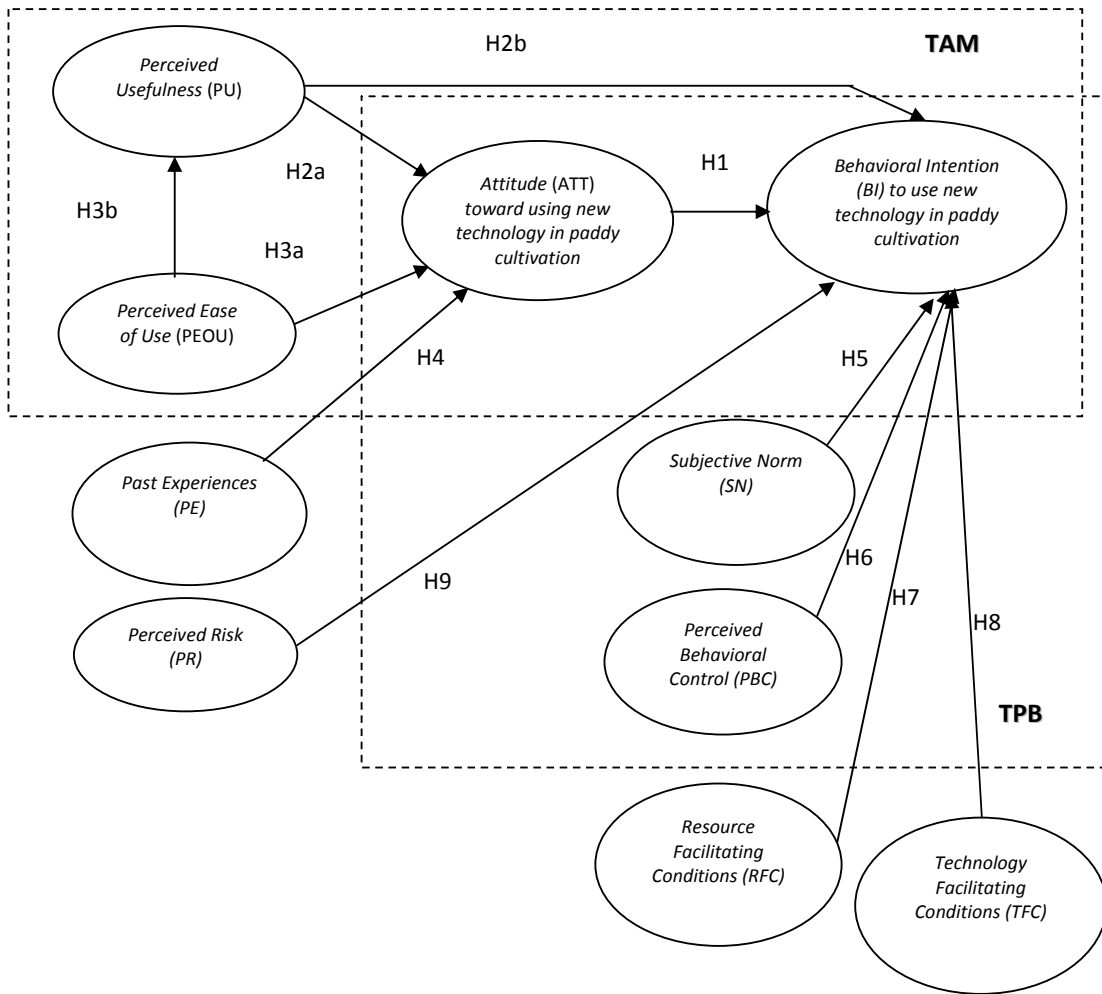 H2b
TAM
Perceived
Usefulness (PU)
H2a
H1
Attitude (ATT)
toward using new
technology in paddy
cultivation
Behavioral Intention
(BI) to use new
technology in paddy
cultivation
H3b
H3a
Perceived Ease
of Use (PEOU)
H4
H5
Past Experiences
(PE)
Subjective Norm
(SN)
H6
H9
H7
H8
Perceived Risk
(PR)
Perceived
Behavioral
Control (PBC)
TPB
Resource
Facilitating
Conditions (RFC)
Technology
Facilitating
Conditions (TFC)